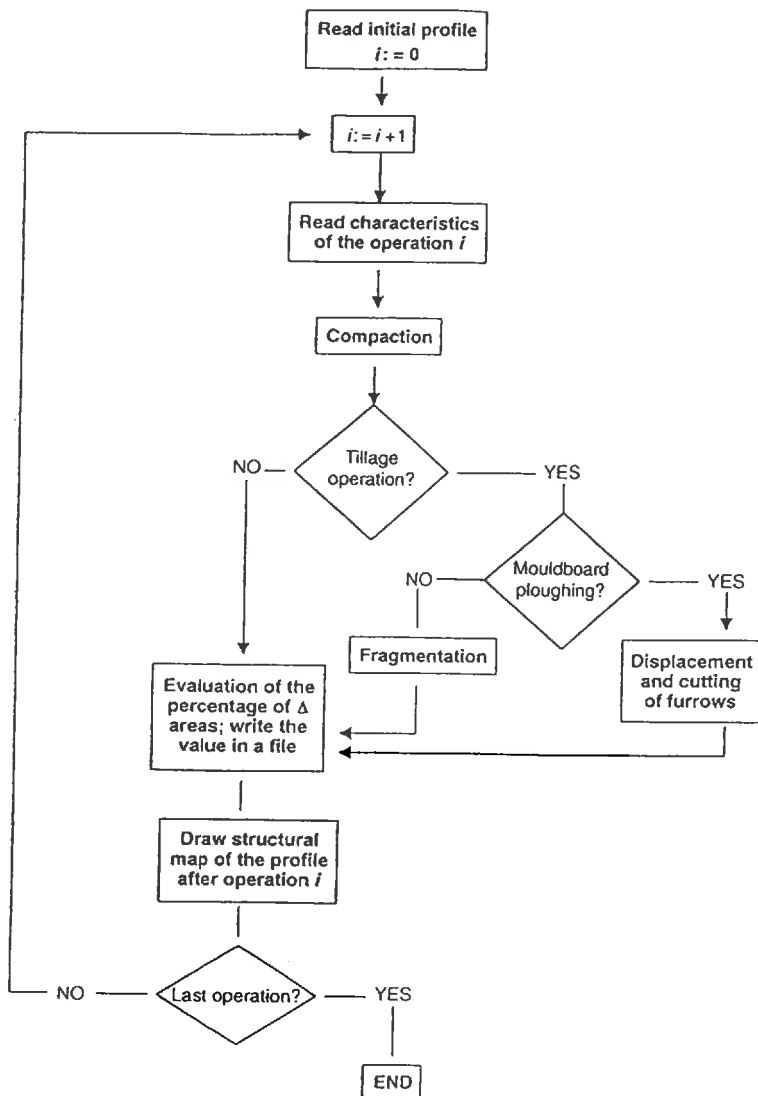 Read initial profile
i: = 0
i: = i +1
Read characteristics
of the operation i
Compaction
Tillage
operation?
NO
YES
Mouldboard
ploughing?
NO
YES
Fragmentation
Displacement
and cutting
of furrows
Evaluation of the
percentage of Δ
areas; write the
value in a file
Draw structural
map of the profile
after operation i
Last operation?
NO
YES
END